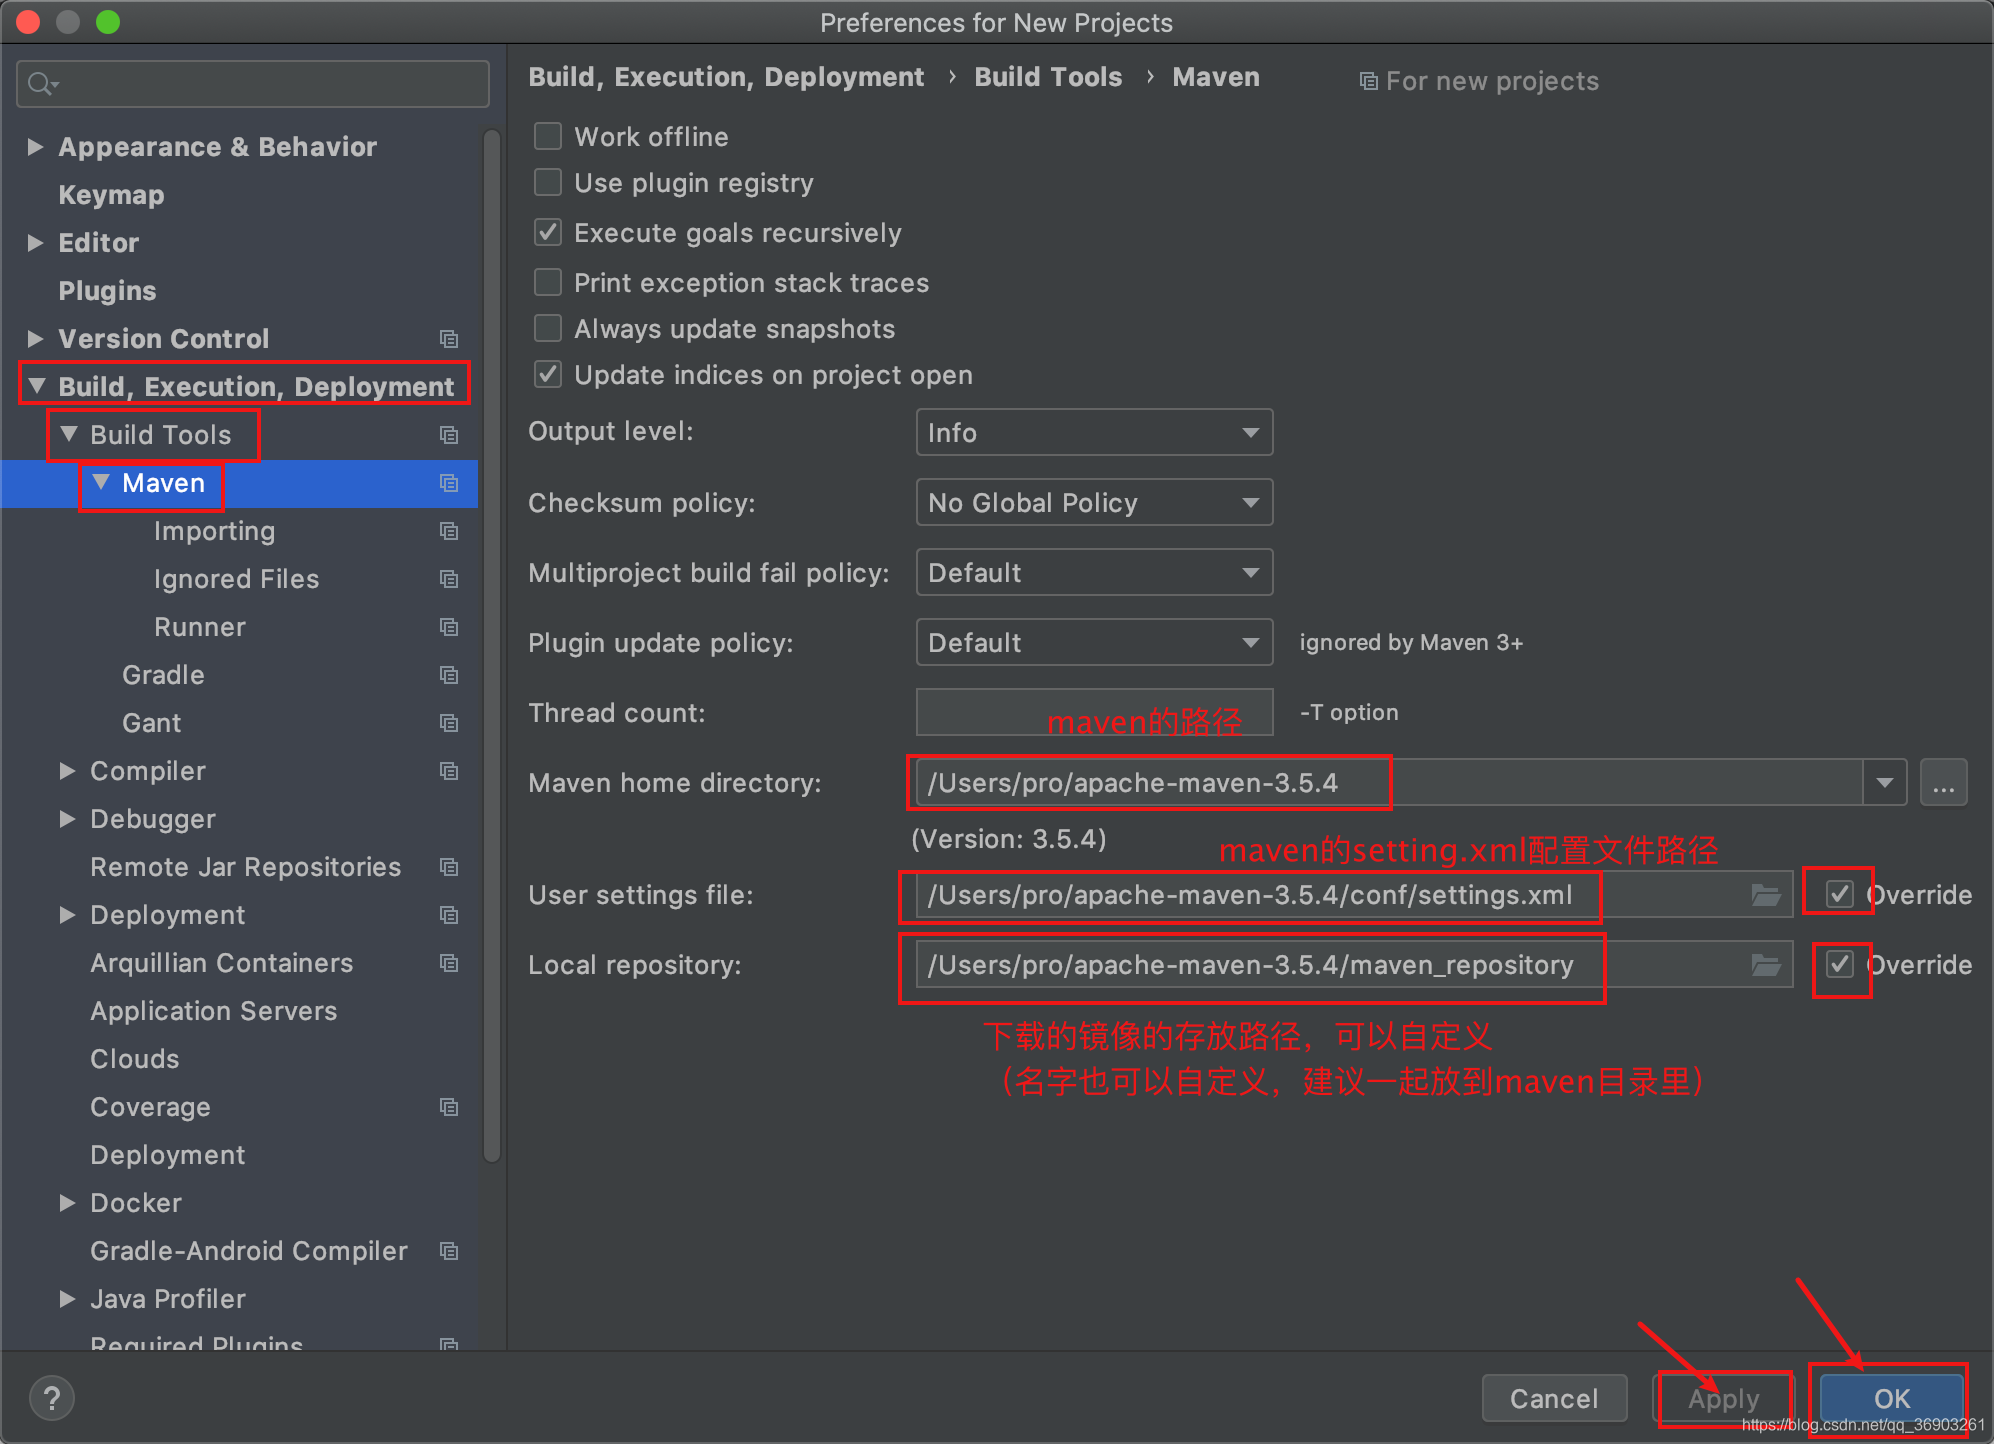 Preferences for New Projects
Appearance & Behavior
Keymap
Editor
Plugins
Version Control
Build, Execution, Deployment
Build Tools
Maven
Importing
Ignored Files
Runner
Gradle
Gant
Compiler
Debugger
Remote Jar Repositories
Deployment
Arquillian Containers
Application Servers
Clouds
Coverage
Deployment
Docker
Gradle-Android Compiler
Java Profiler
Required Plugins
Build, Execution, Deployment › Build Tools › Maven For new projects
Work offline
Use plugin registry
Execute goals recursively
Print exception stack traces
Always update snapshots
Update indices on project open
Output level: Info
Checksum policy: No Global Policy
Multiproject build fail policy: Default
Plugin update policy: Default ignored by Maven 3+
Thread count: -T option
maven的路径
Maven home directory: /Users/pro/apache-maven-3.5.4 ...
(Version: 3.5.4)
maven的setting.xml配置文件路径
User settings file: /Users/pro/apache-maven-3.5.4/conf/settings.xml Override
Local repository: /Users/pro/apache-maven-3.5.4/maven_repository Override
下载的镜像的存放路径，可以自定义
（名字也可以自定义，建议一起放到maven目录里）
? Cancel Apply OK
https://blog.csdn.net/qq_36903261